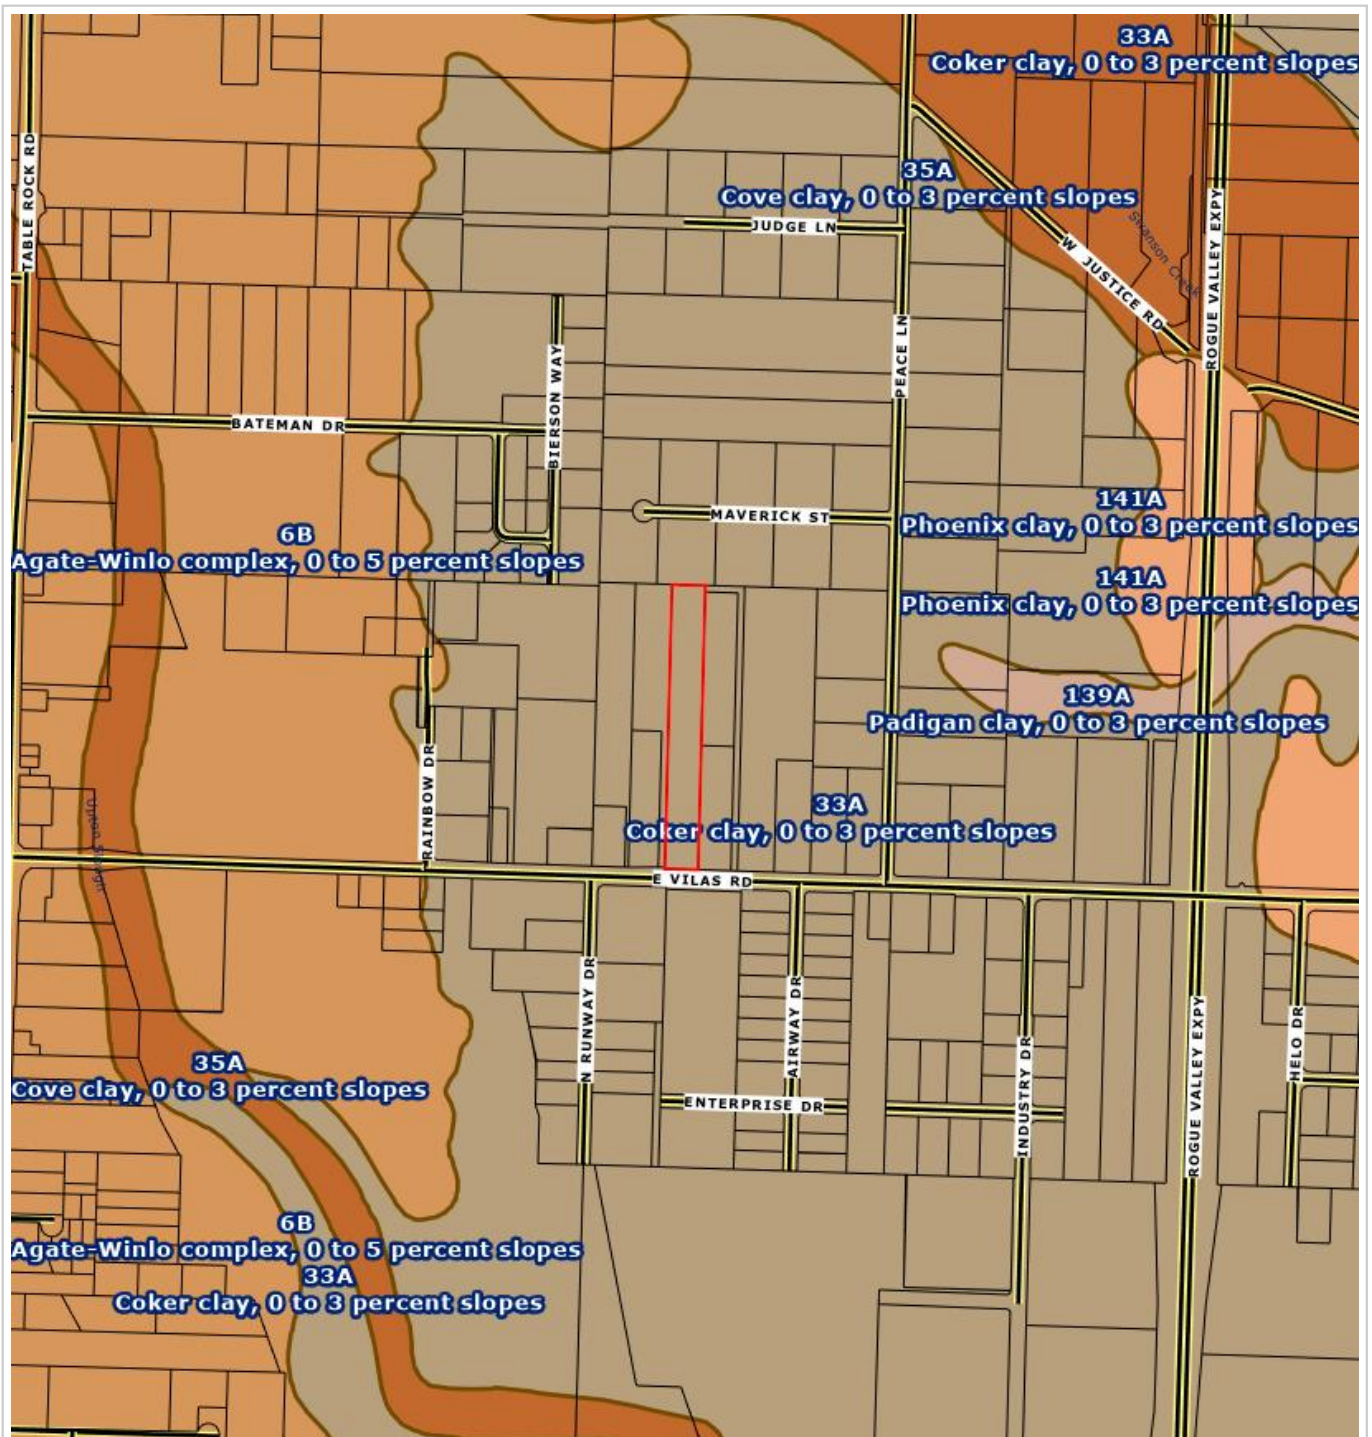 33A
Coker clay, 0 to 3 percent slopes
TABLE ROCK RD
35A
Cove clay, 0 to 3 percent slopes
JUDGE LN
Swanson Creek
W JUSTICE RD
ROGUE VALLEY EXPY
PEACE LN
BIERSON WAY
BATEMAN DR
141A
Phoenix clay, 0 to 3 percent slopes
MAVERICK ST
6B
Agate-Winlo complex, 0 to 5 percent slopes
141A
Phoenix clay, 0 to 3 percent slopes
139A
Padigan clay, 0 to 3 percent slopes
RAINBOW DR
33A
Coker clay, 0 to 3 percent slopes
Upton Slough
E VILAS RD
N RUNWAY DR
AIRWAY DR
ROGUE VALLEY EXPY
HELO DR
INDUSTRY DR
35A
Cove clay, 0 to 3 percent slopes
ENTERPRISE DR
6B
Agate-Winlo complex, 0 to 5 percent slopes
33A
Coker clay, 0 to 3 percent slopes